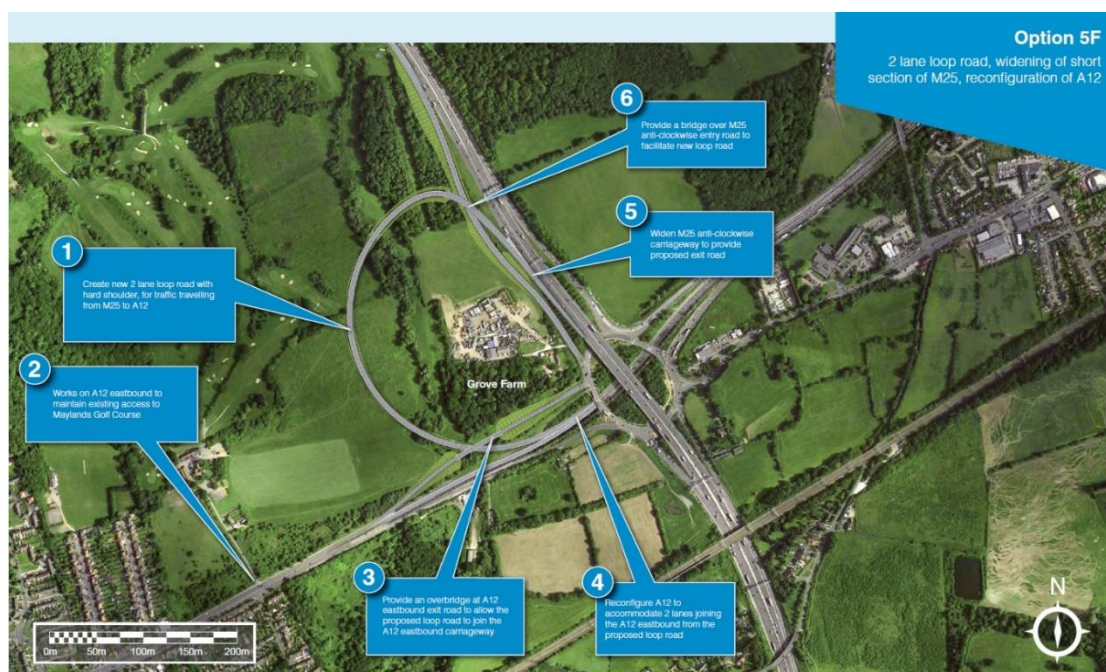 Option 5F
2 lane loop road, widening of short
section of M25, reconfiguration of A12
6
Provide a bridge over M25
anti-clockwise entry road to
facilitate new loop road
5
Widen M25 anti-clockwise
carriageway to provide
proposed exit road
1
Create new 2 lane loop road with
hard shoulder, for traffic travelling
from M25 to A12
2
Works on A12 eastbound to
maintain existing access to
Maylands Golf Course
Grove Farm
3
Provide an overbridge at A12
eastbound exit road to allow the
proposed loop road to join the
A12 eastbound carriageway
4
Reconfigure A12 to
accommodate 2 lanes joining
the A12 eastbound from the
proposed loop road
N
0m 50m 100m 150m 200m